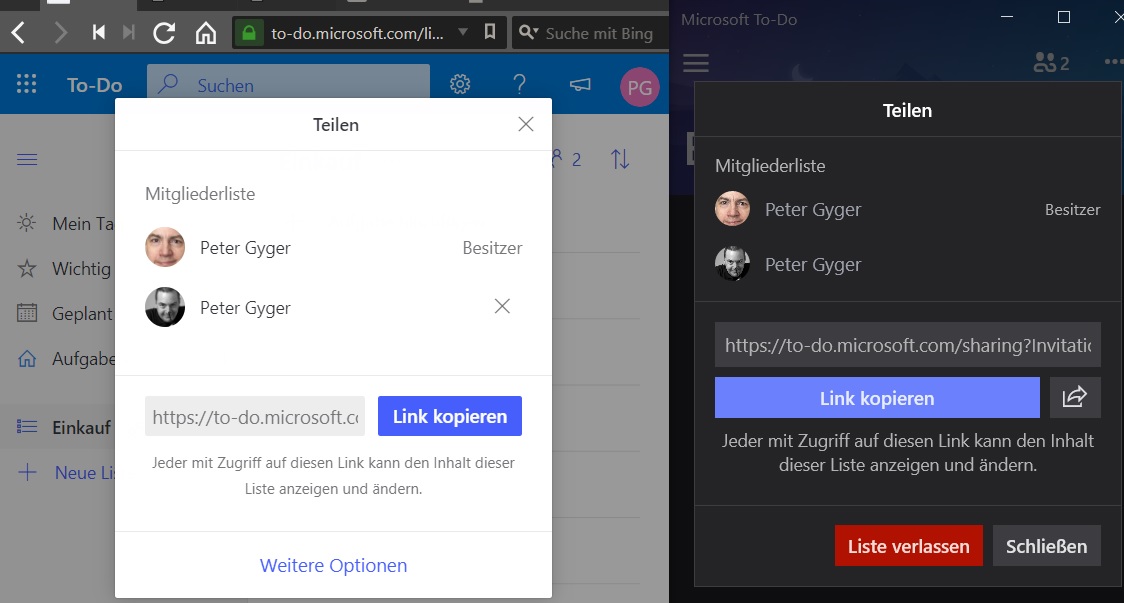 to-do.microsoft.com/li...
Suche mit Bing
To-Do
Suchen
PG
Teilen
2
Mitgliederliste
Mein Ta
Peter Gyger
Besitzer
Wichtig
Geplant
Peter Gyger
Aufgabe
Einkauf
https://to-do.microsoft.co
Link kopieren
Neue Lis
Jeder mit Zugriff auf diesen Link kann den Inhalt dieser
Liste anzeigen und ändern.
Weitere Optionen
Microsoft To-Do
2
Teilen
Mitgliederliste
Peter Gyger
Besitzer
Peter Gyger
https://to-do.microsoft.com/sharing?Invitatio
Link kopieren
Jeder mit Zugriff auf diesen Link kann den Inhalt
dieser Liste anzeigen und ändern.
Liste verlassen
Schließen